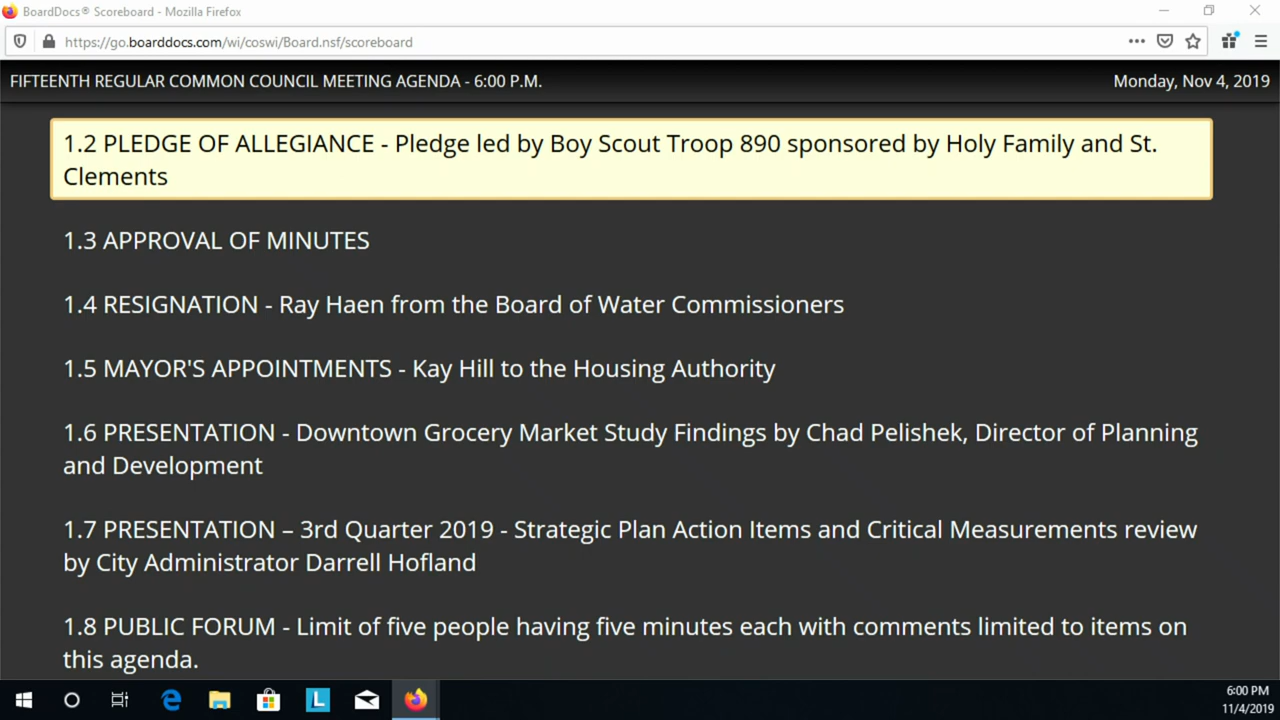 BoardDocs® Scoreboard - Mozilla Firefox
https://go.boarddocs.com/wi/coswi/Board.nsf/scoreboard
FIFTEENTH REGULAR COMMON COUNCIL MEETING AGENDA - 6:00 P.M.
Monday, Nov 4, 2019
1.2 PLEDGE OF ALLEGIANCE - Pledge led by Boy Scout Troop 890 sponsored by Holy Family and St.
Clements
1.3 APPROVAL OF MINUTES
1.4 RESIGNATION - Ray Haen from the Board of Water Commissioners
1.5 MAYOR'S APPOINTMENTS - Kay Hill to the Housing Authority
1.6 PRESENTATION - Downtown Grocery Market Study Findings by Chad Pelishek, Director of Planning
and Development
1.7 PRESENTATION – 3rd Quarter 2019 - Strategic Plan Action Items and Critical Measurements review
by City Administrator Darrell Hofland
1.8 PUBLIC FORUM - Limit of five people having five minutes each with comments limited to items on
this agenda.
L
6:00 PM
11/4/2019